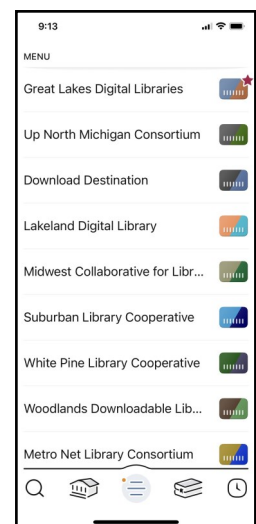 9:13
MENU
Great Lakes Digital Libraries
Up North Michigan Consortium
Download Destination
Lakeland Digital Library
Midwest Collaborative for Libr...
Suburban Library Cooperative
White Pine Library Cooperative
Woodlands Downloadable Lib...
Metro Net Library Consortium